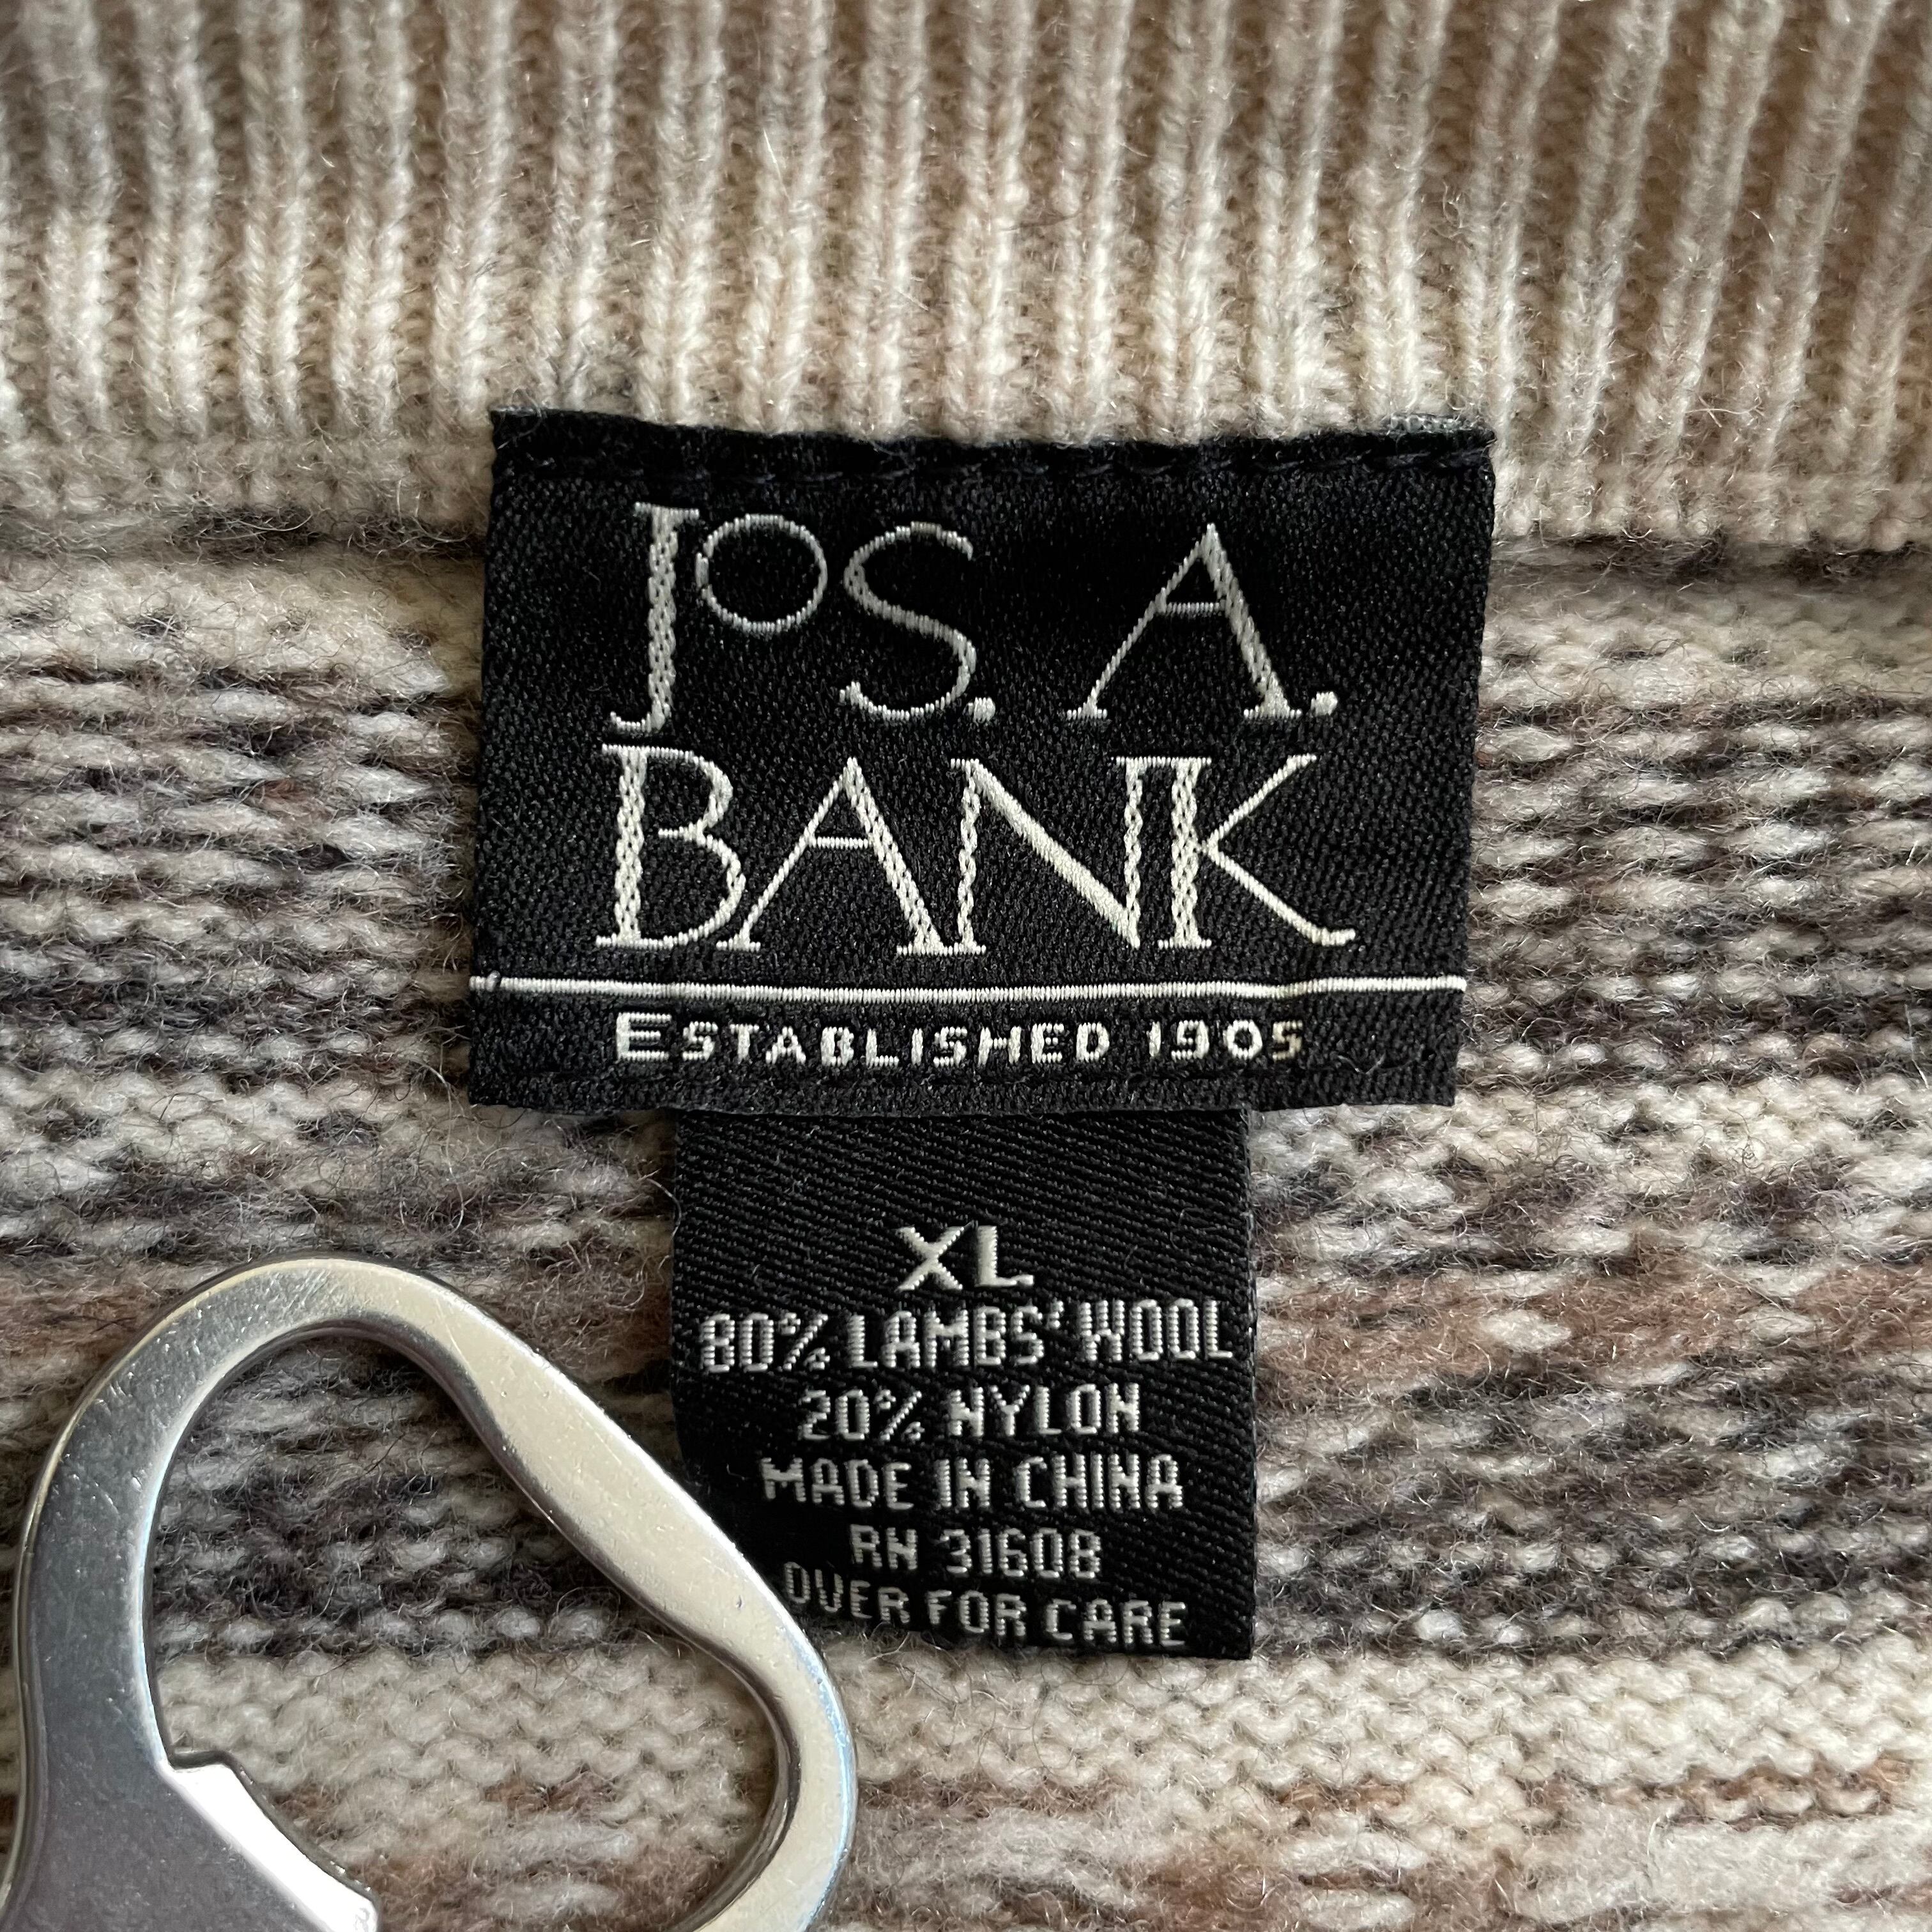 JOS. A.
BANK
ESTABLISHED 1905
XL
80% LAMBS' WOOL
20% NYLON
MADE IN CHINA
RN 31608
OVER FOR CARE